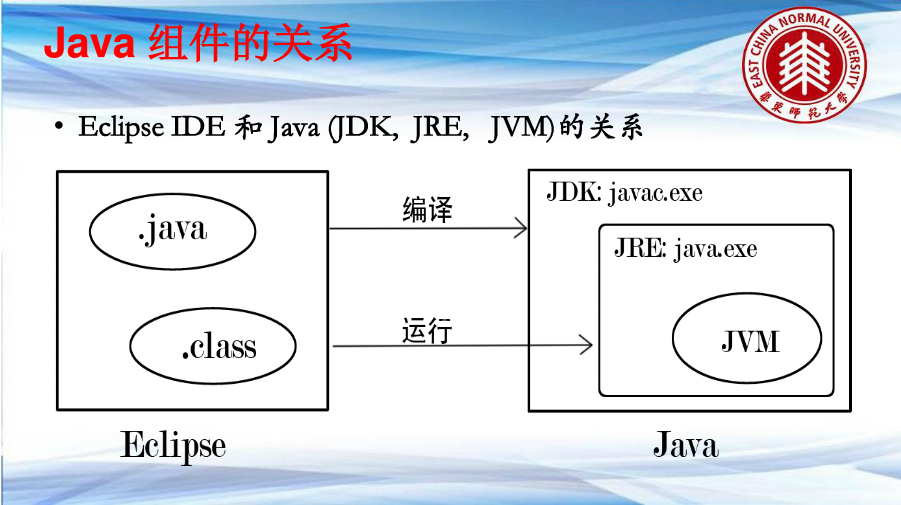 Java 组件的关系
EAST CHINA NORMAL UNIVERSITY
華東師範大学
• Eclipse IDE 和 Java (JDK, JRE, JVM)的关系
.java
编译
JDK: javac.exe
JRE: java.exe
.class
运行
JVM
Eclipse
Java